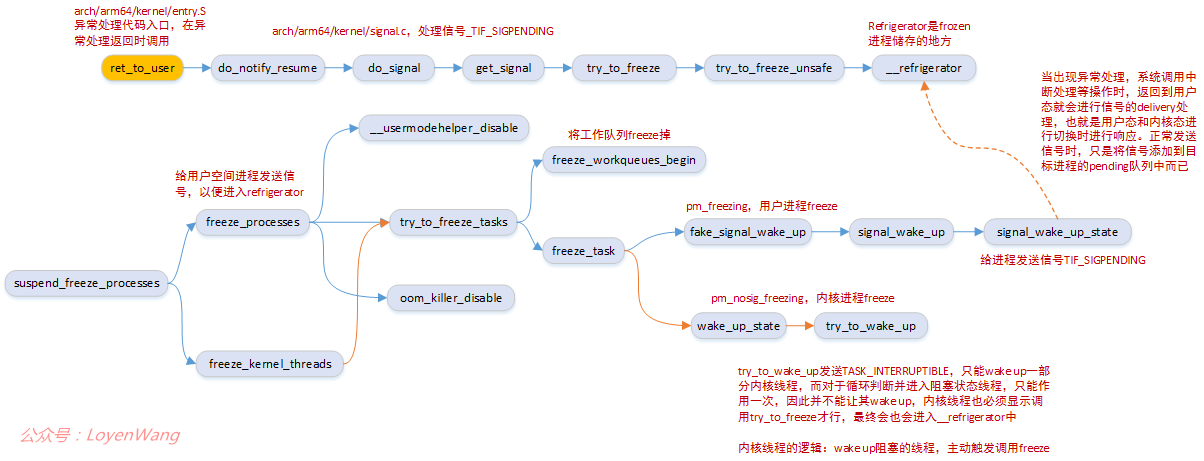 arch/arm64/kernel/entry.S
异常处理代码入口，在异
常处理返回时调用
arch/arm64/kernel/signal.c，处理信号_TIF_SIGPENDING
Refrigerator是frozen
进程储存的地方
ret_to_user
do_notify_resume
do_signal
get_signal
try_to_freeze
try_to_freeze_unsafe
__refrigerator
当出现异常处理，系统调用中
断处理等操作时，返回到用户
态就会进行信号的delivery处
理，也就是用户态和内核态进
行切换时进行响应。正常发送
信号时，只是将信号添加到目
标进程的pending队列中而已
__usermodehelper_disable
将工作队列freeze掉
freeze_workqueues_begin
给用户空间进程发送信
号，以便进入refrigerator
freeze_processes
try_to_freeze_tasks
pm_freezing，用户进程freeze
fake_signal_wake_up
signal_wake_up
signal_wake_up_state
freeze_task
给进程发送信号TIF_SIGPENDING
suspend_freeze_processes
oom_killer_disable
pm_nosig_freezing，内核进程freeze
wake_up_state
try_to_wake_up
freeze_kernel_threads
try_to_wake_up发送TASK_INTERRUPTIBLE，只能wake up一部
分内核线程，而对于循环判断并进入阻塞状态线程，只能作
用一次，因此并不能让其wake up，内核线程也必须显示调
用try_to_freeze才行，最终会也会进入__refrigerator中
内核线程的逻辑：wake up阻塞的线程，主动触发调用freeze
公众号：LoyenWang